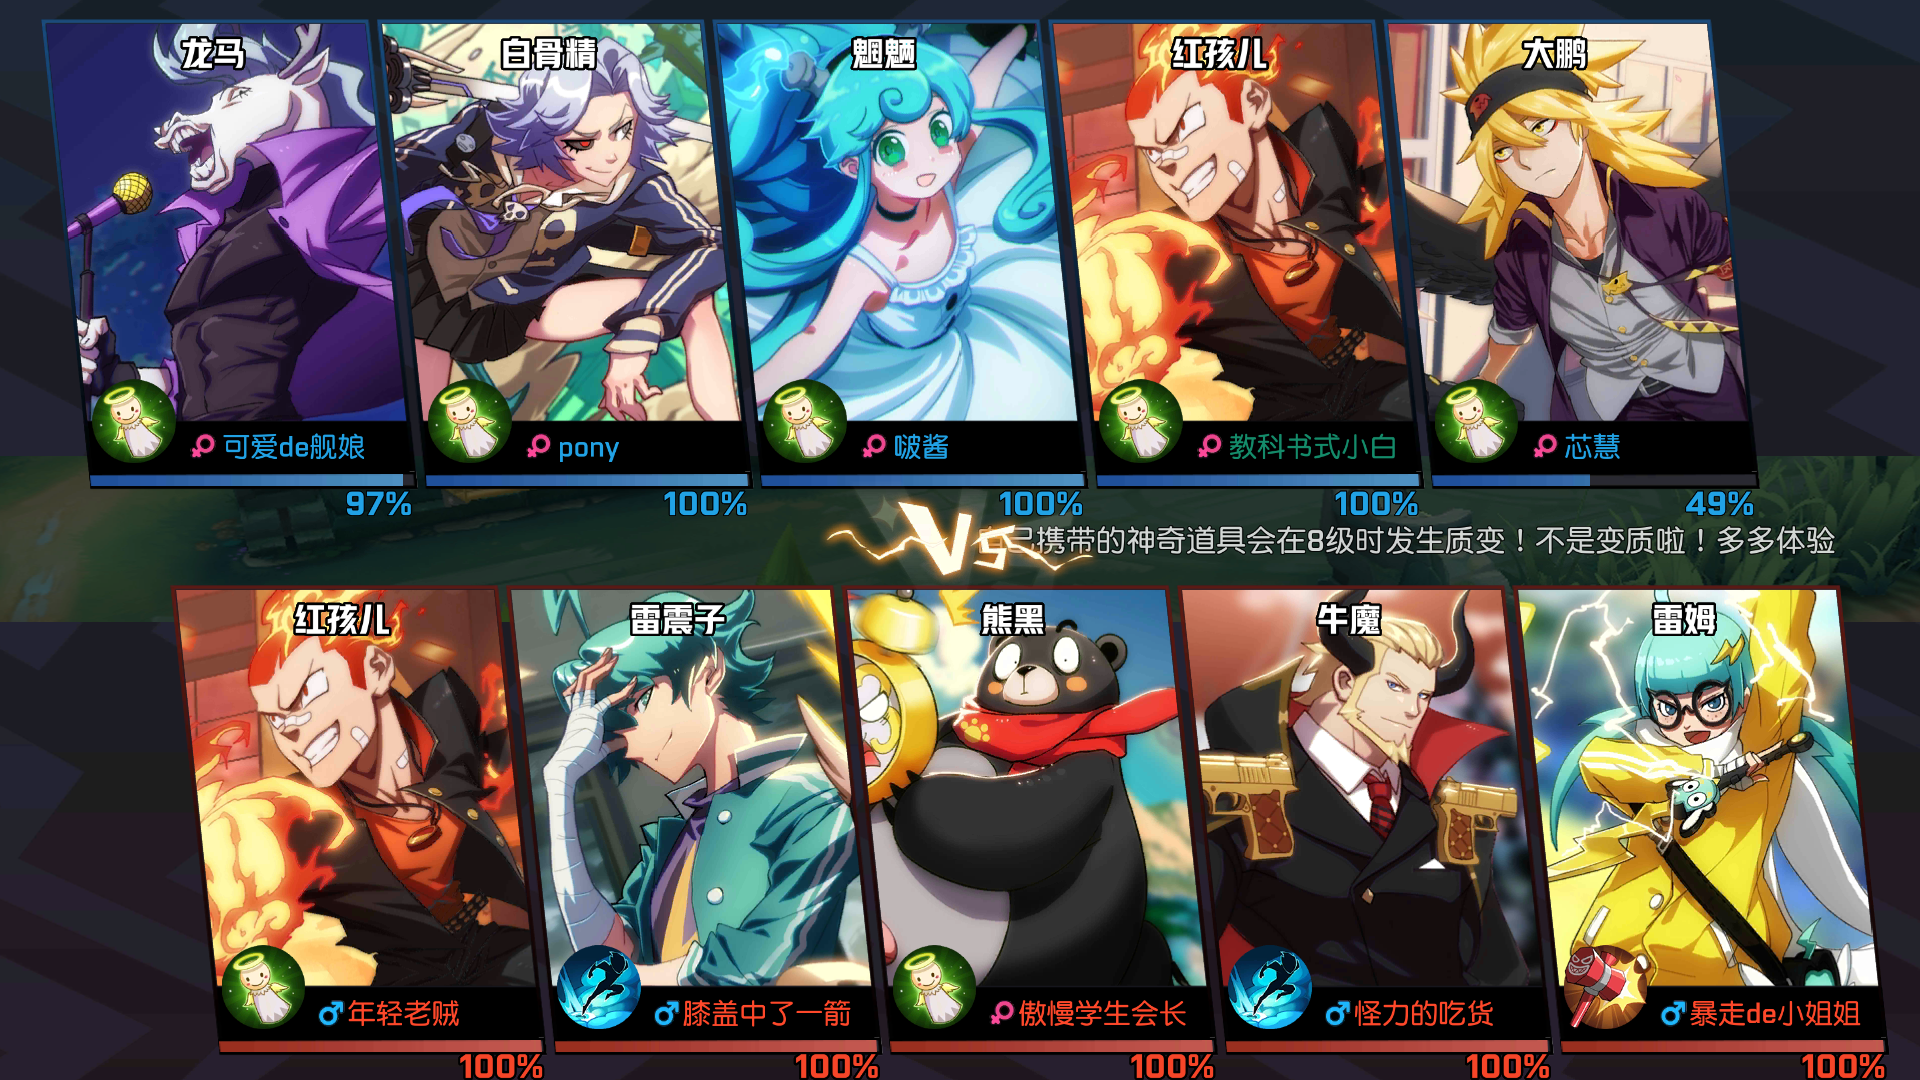 龙马
白骨精
魍魉
红孩儿
大鹏
可爱de舰娘
pony
啵酱
教科书式小白
芯慧
97%
100%
100%
100%
49%
VS
己携带的神奇道具会在8级时发生质变！不是变质啦！多多体验
红孩儿
雷震子
熊黑
牛魔
雷姆
年轻老贼
膝盖中了一箭
傲慢学生会长
怪力的吃货
暴走de小姐姐
100%
100%
100%
100%
100%